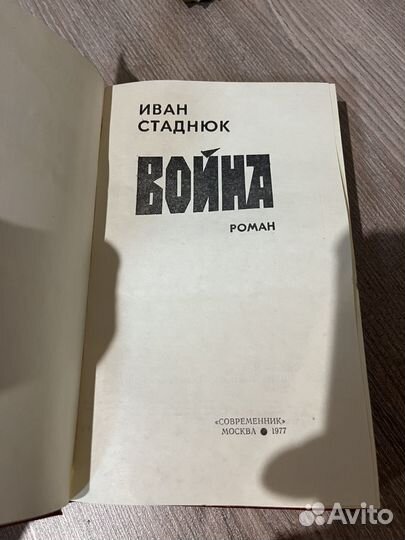 ИВАН
СТАДНЮК
ВОЙНА
РОМАН
«СОВРЕМЕННИК»
МОСКВА ● 1977
Avito